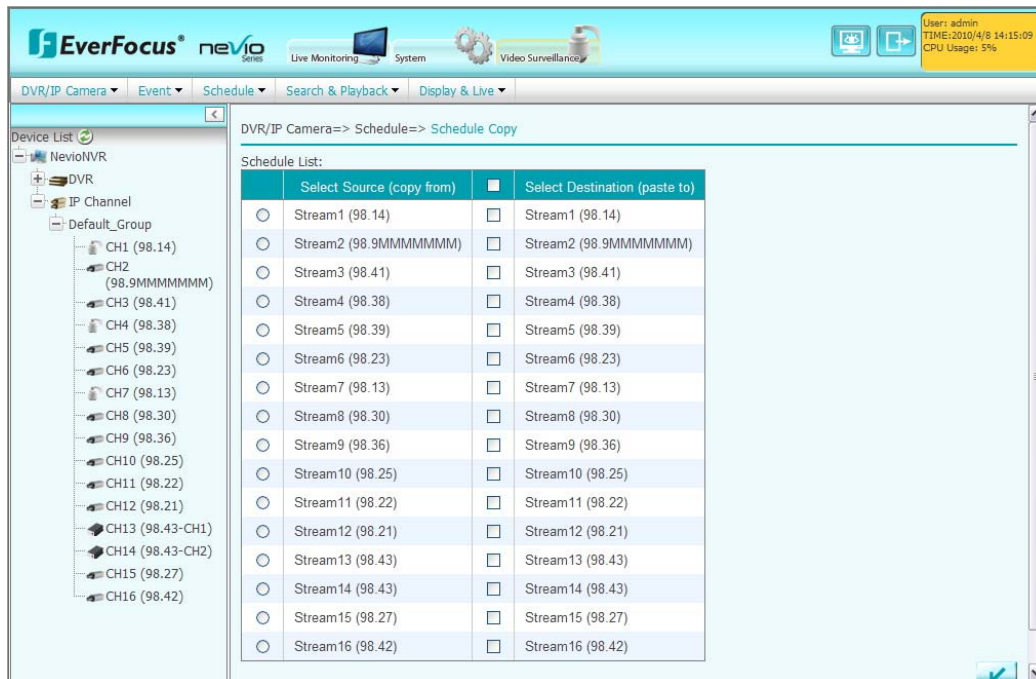 User: admin
TIME:2010/4/8 14:15:09
CPU Usage: 5%
EverFocus® nevio Series
Live Monitoring System Video Surveillance
DVR/IP Camera Event Schedule Search & Playback Display & Live
Device List
NevioNVR
DVR
IP Channel
Default_Group
CH1 (98.14)
CH2
(98.9MMMMMMM)
CH3 (98.41)
CH4 (98.38)
CH5 (98.39)
CH6 (98.23)
CH7 (98.13)
CH8 (98.30)
CH9 (98.36)
CH10 (98.25)
CH11 (98.22)
CH12 (98.21)
CH13 (98.43-CH1)
CH14 (98.43-CH2)
CH15 (98.27)
CH16 (98.42)
DVR/IP Camera=> Schedule=> Schedule Copy
Schedule List:
Select Source (copy from) Select Destination (paste to)
Stream1 (98.14) Stream1 (98.14)
Stream2 (98.9MMMMMMM) Stream2 (98.9MMMMMMM)
Stream3 (98.41) Stream3 (98.41)
Stream4 (98.38) Stream4 (98.38)
Stream5 (98.39) Stream5 (98.39)
Stream6 (98.23) Stream6 (98.23)
Stream7 (98.13) Stream7 (98.13)
Stream8 (98.30) Stream8 (98.30)
Stream9 (98.36) Stream9 (98.36)
Stream10 (98.25) Stream10 (98.25)
Stream11 (98.22) Stream11 (98.22)
Stream12 (98.21) Stream12 (98.21)
Stream13 (98.43) Stream13 (98.43)
Stream14 (98.43) Stream14 (98.43)
Stream15 (98.27) Stream15 (98.27)
Stream16 (98.42) Stream16 (98.42)